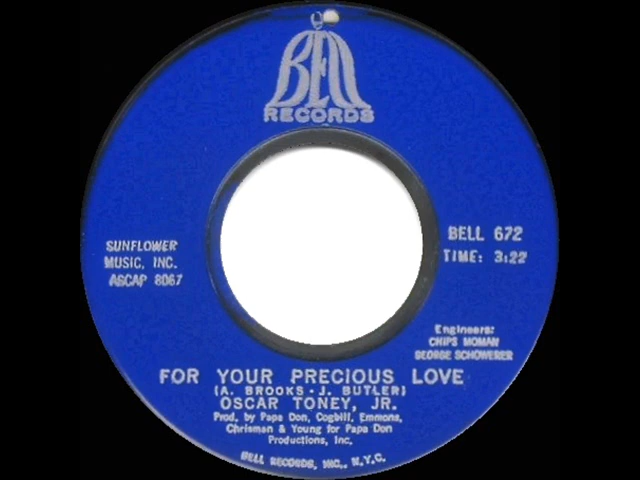 BELL
RECORDS
SUNFLOWER
MUSIC, INC.
ASCAP 8067
BELL 672
TIME: 3:22
Engineers:
CHIPS MOMAN
GEORGE SCHOWERER
FOR YOUR PRECIOUS LOVE
(A. BROOKS - J. BUTLER)
OSCAR TONEY, JR.
Prod. by Papa Don, Cogbill, Emmons,
Chrisman & Young for Papa Don
Productions, Inc.
BELL RECORDS, INC., N.Y.C.